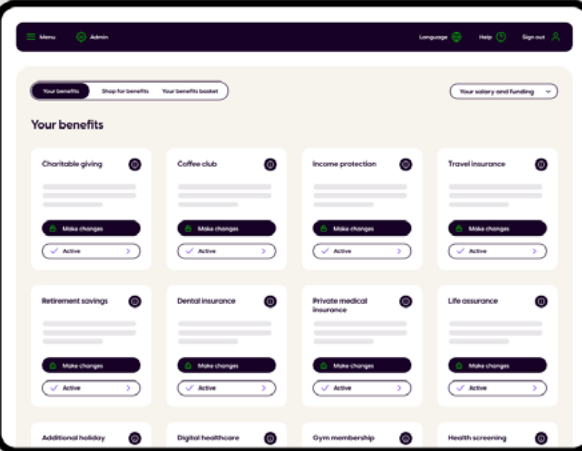 Menu Admin Language Help Sign out
Your benefits Shop for benefits Your benefits basket Your salary and funding
Your benefits
Charitable giving Coffee club Income protection Travel insurance
Make changes Make changes Make changes Make changes
Active Active Active Active
Retirement savings Dental insurance Private medical Life assurance
insurance
Make changes Make changes Make changes Make changes
Active Active Active Active
Additional holiday Digital healthcare Gym membership Health screening